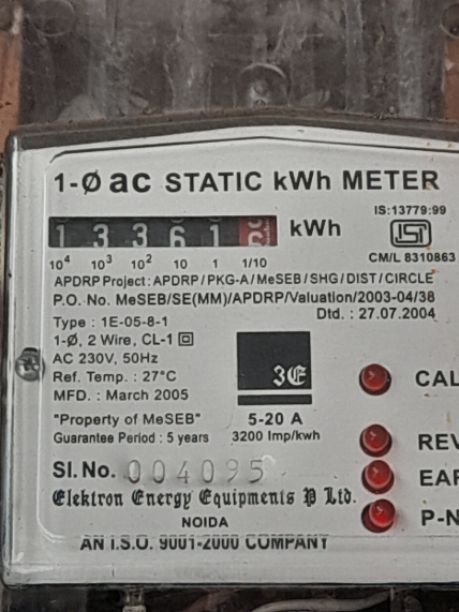 1-Ø ac STATIC kWh METER
IS:13779:99
1 3 3 6 1 kWh
ISI
CM/L 8310863
10⁴ 10³ 10² 10 1 1/10
APDRP Project : APDRP / PKG-A / MeSEB / SHG / DIST / CIRCLE
P.O. No. MeSEB/SE(MM)/APDRP/Valuation/2003-04/38
Dtd. : 27.07.2004
Type : 1E-05-8-1
1-Ø, 2 Wire, CL-1
AC 230V, 50Hz
Ref. Temp. : 27°C
MFD. : March 2005
3E
CAL
"Property of MeSEB" 5-20 A
Guarantee Period : 5 years 3200 Imp/kwh
REV
Sl. No. 004095
EAR
Elektron Energy Equipments P Ltd.
P-N
NOIDA
AN I.S.O. 9001-2000 COMPANY